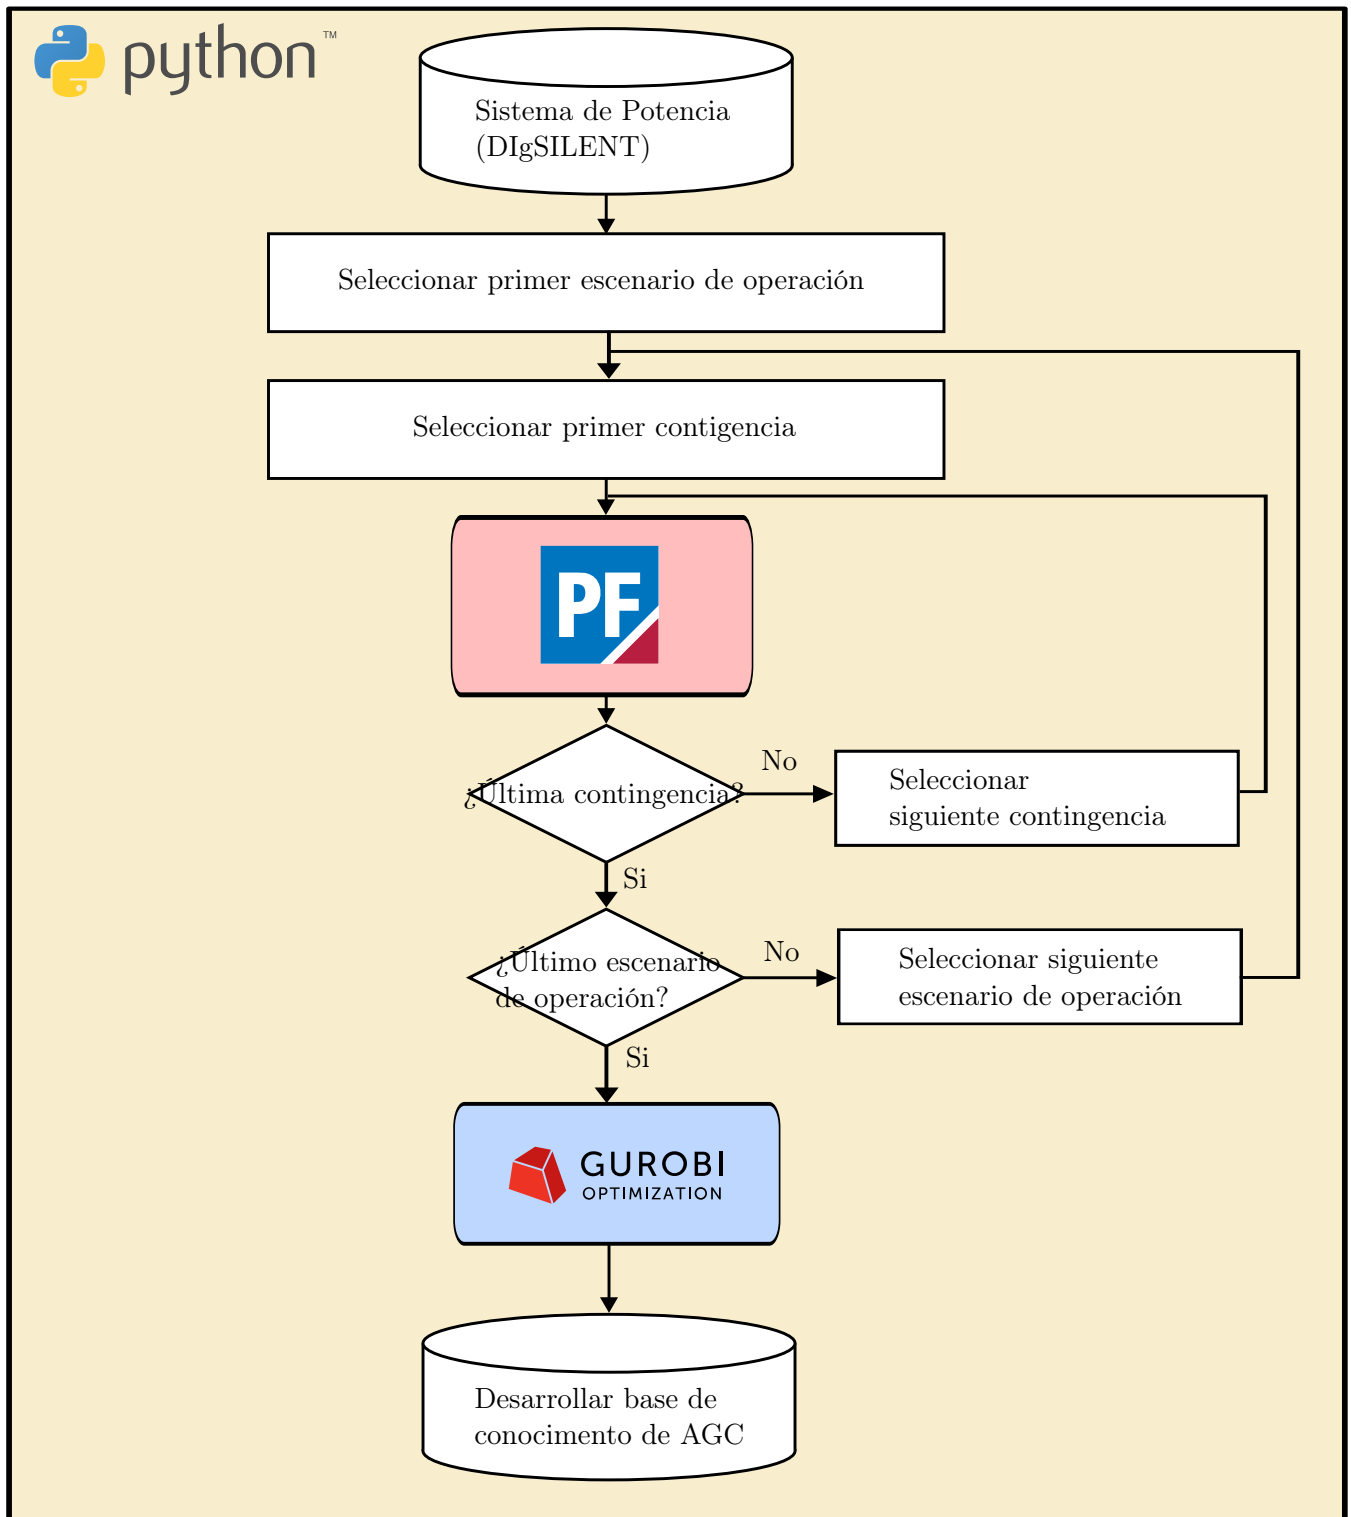 python™
Sistema de Potencia
(DIgSILENT)
Seleccionar primer escenario de operación
Seleccionar primer contigencia
PF
¿Última contingencia?
No
Seleccionar
siguiente contingencia
Si
¿Último escenario
de operación?
No
Seleccionar siguiente
escenario de operación
Si
GUROBI
OPTIMIZATION
Desarrollar base de
conocimento de AGC